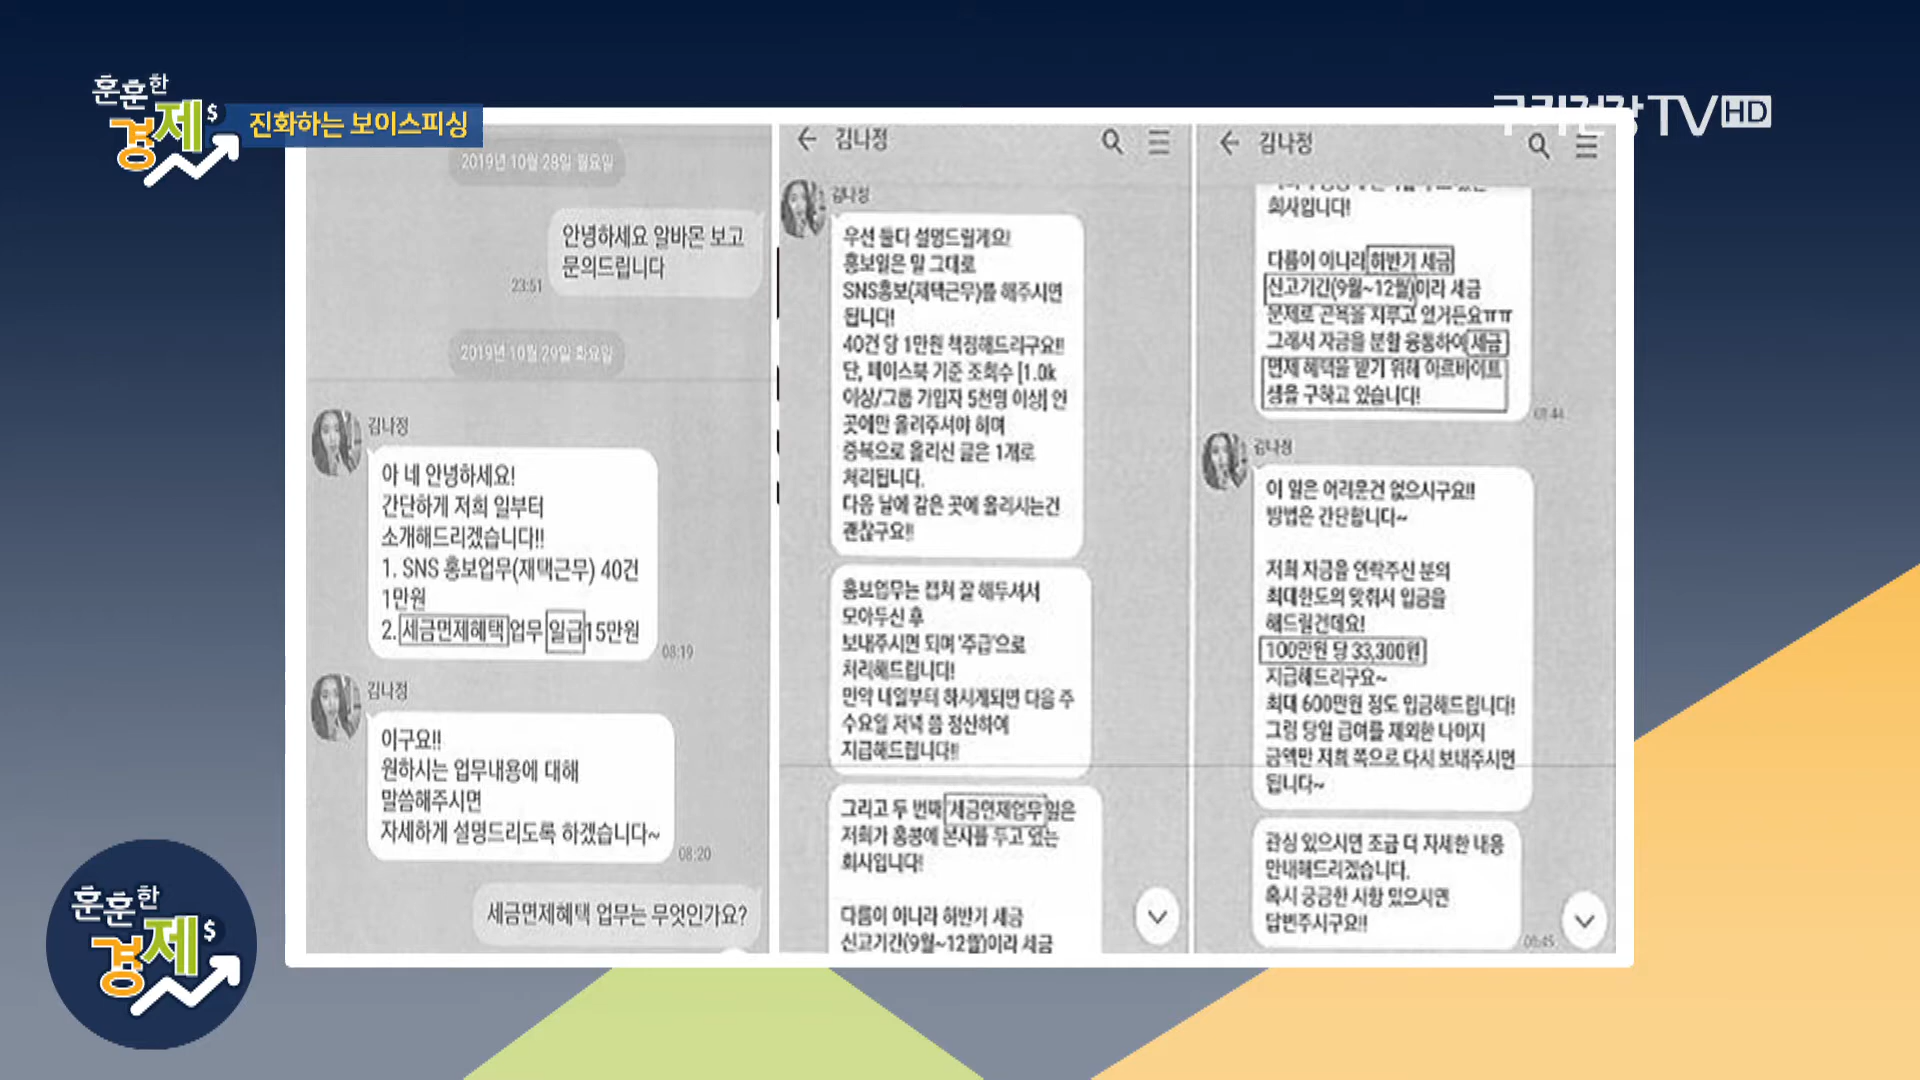 훈훈한
경제$
진화하는 보이스피싱
쿠키건강TV HD
2019년 10월 28일 월요일
안녕하세요 알바몬 보고
문의드립니다
23:51
2019년 10월 29일 화요일
김나정
아 네 안녕하세요!
간단하게 저희 일부터
소개해드리겠습니다!!
1. SNS 홍보업무(재택근무) 40건
1만원
2. 세금면제혜택 업무 일급 15만원
08:19
김나정
이구요!!
원하시는 업무내용에 대해
말씀해주시면
자세하게 설명드리도록 하겠습니다~
08:20
세금면제혜택 업무는 무엇인가요?
김나정
김나정
우선 둘다 설명드릴게요!
홍보일은 말 그대로
SNS홍보(재택근무)를 해주시면
됩니다!
40건 당 1만원 책정해드리구요!!
단, 페이스북 기준 조회수 [1.0k
이상/그룹 가입자 5천명 이상] 인
곳에만 올리주셔야 하며
중복으로 올리신 글은 1개로
처리됩니다.
다음 날에 같은 곳에 올리시는건
괜찮구요!!
홍보업무는 캡쳐 잘 해두셔서
모아두신 후
보내주시면 되며 '주급'으로
처리해드립니다!
만약 내일부터 하시게되면 다음 주
수요일 저녁 쯤 정산하여
지급해드립니다!!
그리고 두 번째 '세금면제업무'일은
저희가 홍콩에 본사를 두고 있는
회사입니다!
다름이 아니라 하반기 세금
신고기간(9월~12월)이라 세금
김나정
회사입니다!
다름이 아니라 하반기 세금
신고기간(9월~12월)이라 세금
문제로 곤욕을 치루고 있거든요ㅠㅠ
그래서 자금을 분할 융통하여 세금
면제 혜택을 받기 위해 아르바이트
생을 구하고 있습니다!
08:44
김나정
이 일은 어려운건 없으시구요!!
방법은 간단합니다~
저희 자금을 연락주신 분의
최대한도의 맞춰서 입금을
해드릴건데요!
100만원 당 33,300원
지급해드리구요~
최대 600만원 정도 입금해드립니다!
그럼 당일 급여를 제외한 나머지
금액만 저희 쪽으로 다시 보내주시면
됩니다~
관심 있으시면 조금 더 자세한 내용
안내해드리겠습니다.
혹시 궁금한 사항 있으시면
답변주시구요!!
08:45
훈훈한
경제$